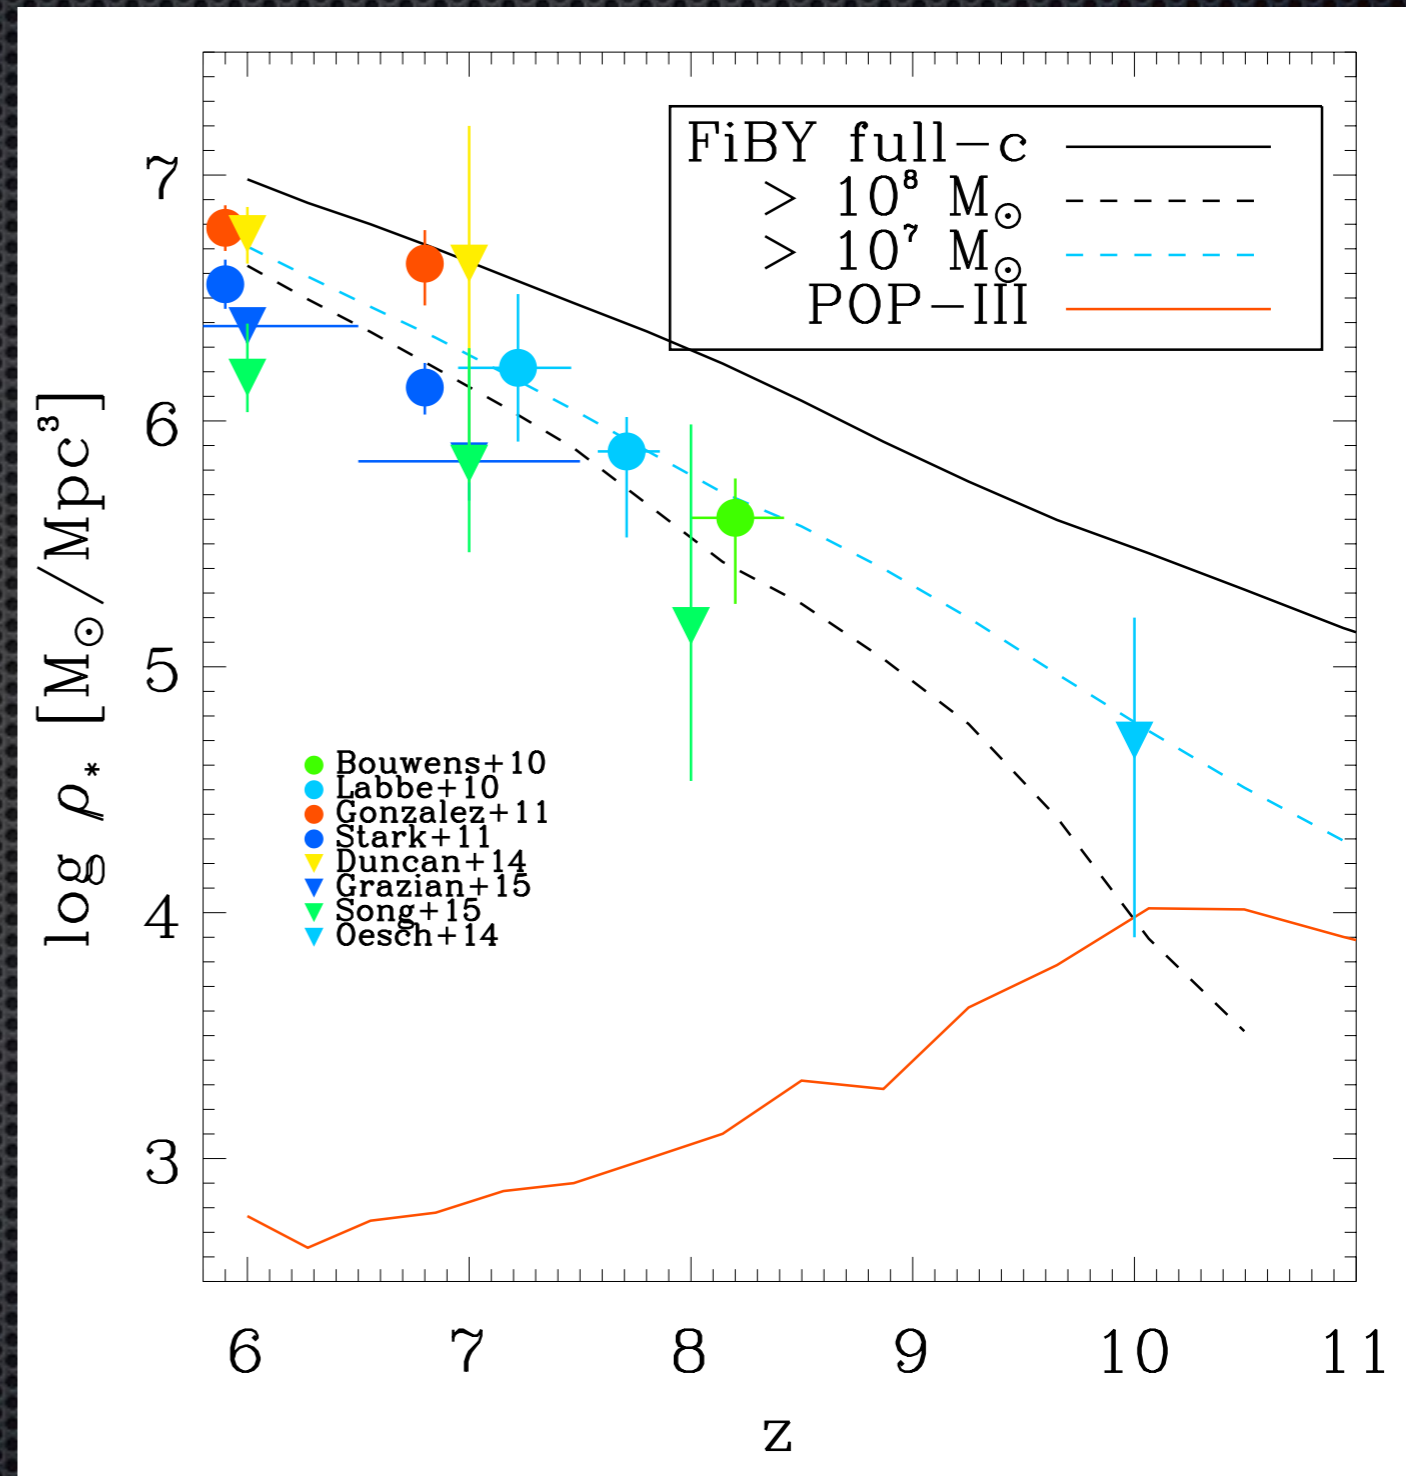 FiBY full-c
> 10⁸ M☉
> 10⁷ M☉
POP-III
7
6
5
4
3
log ρ* [M☉/Mpc³]
Bouwens+10
Labbe+10
Gonzalez+11
Stark+11
Duncan+14
Grazian+15
Song+15
Oesch+14
6 7 8 9 10 11
z